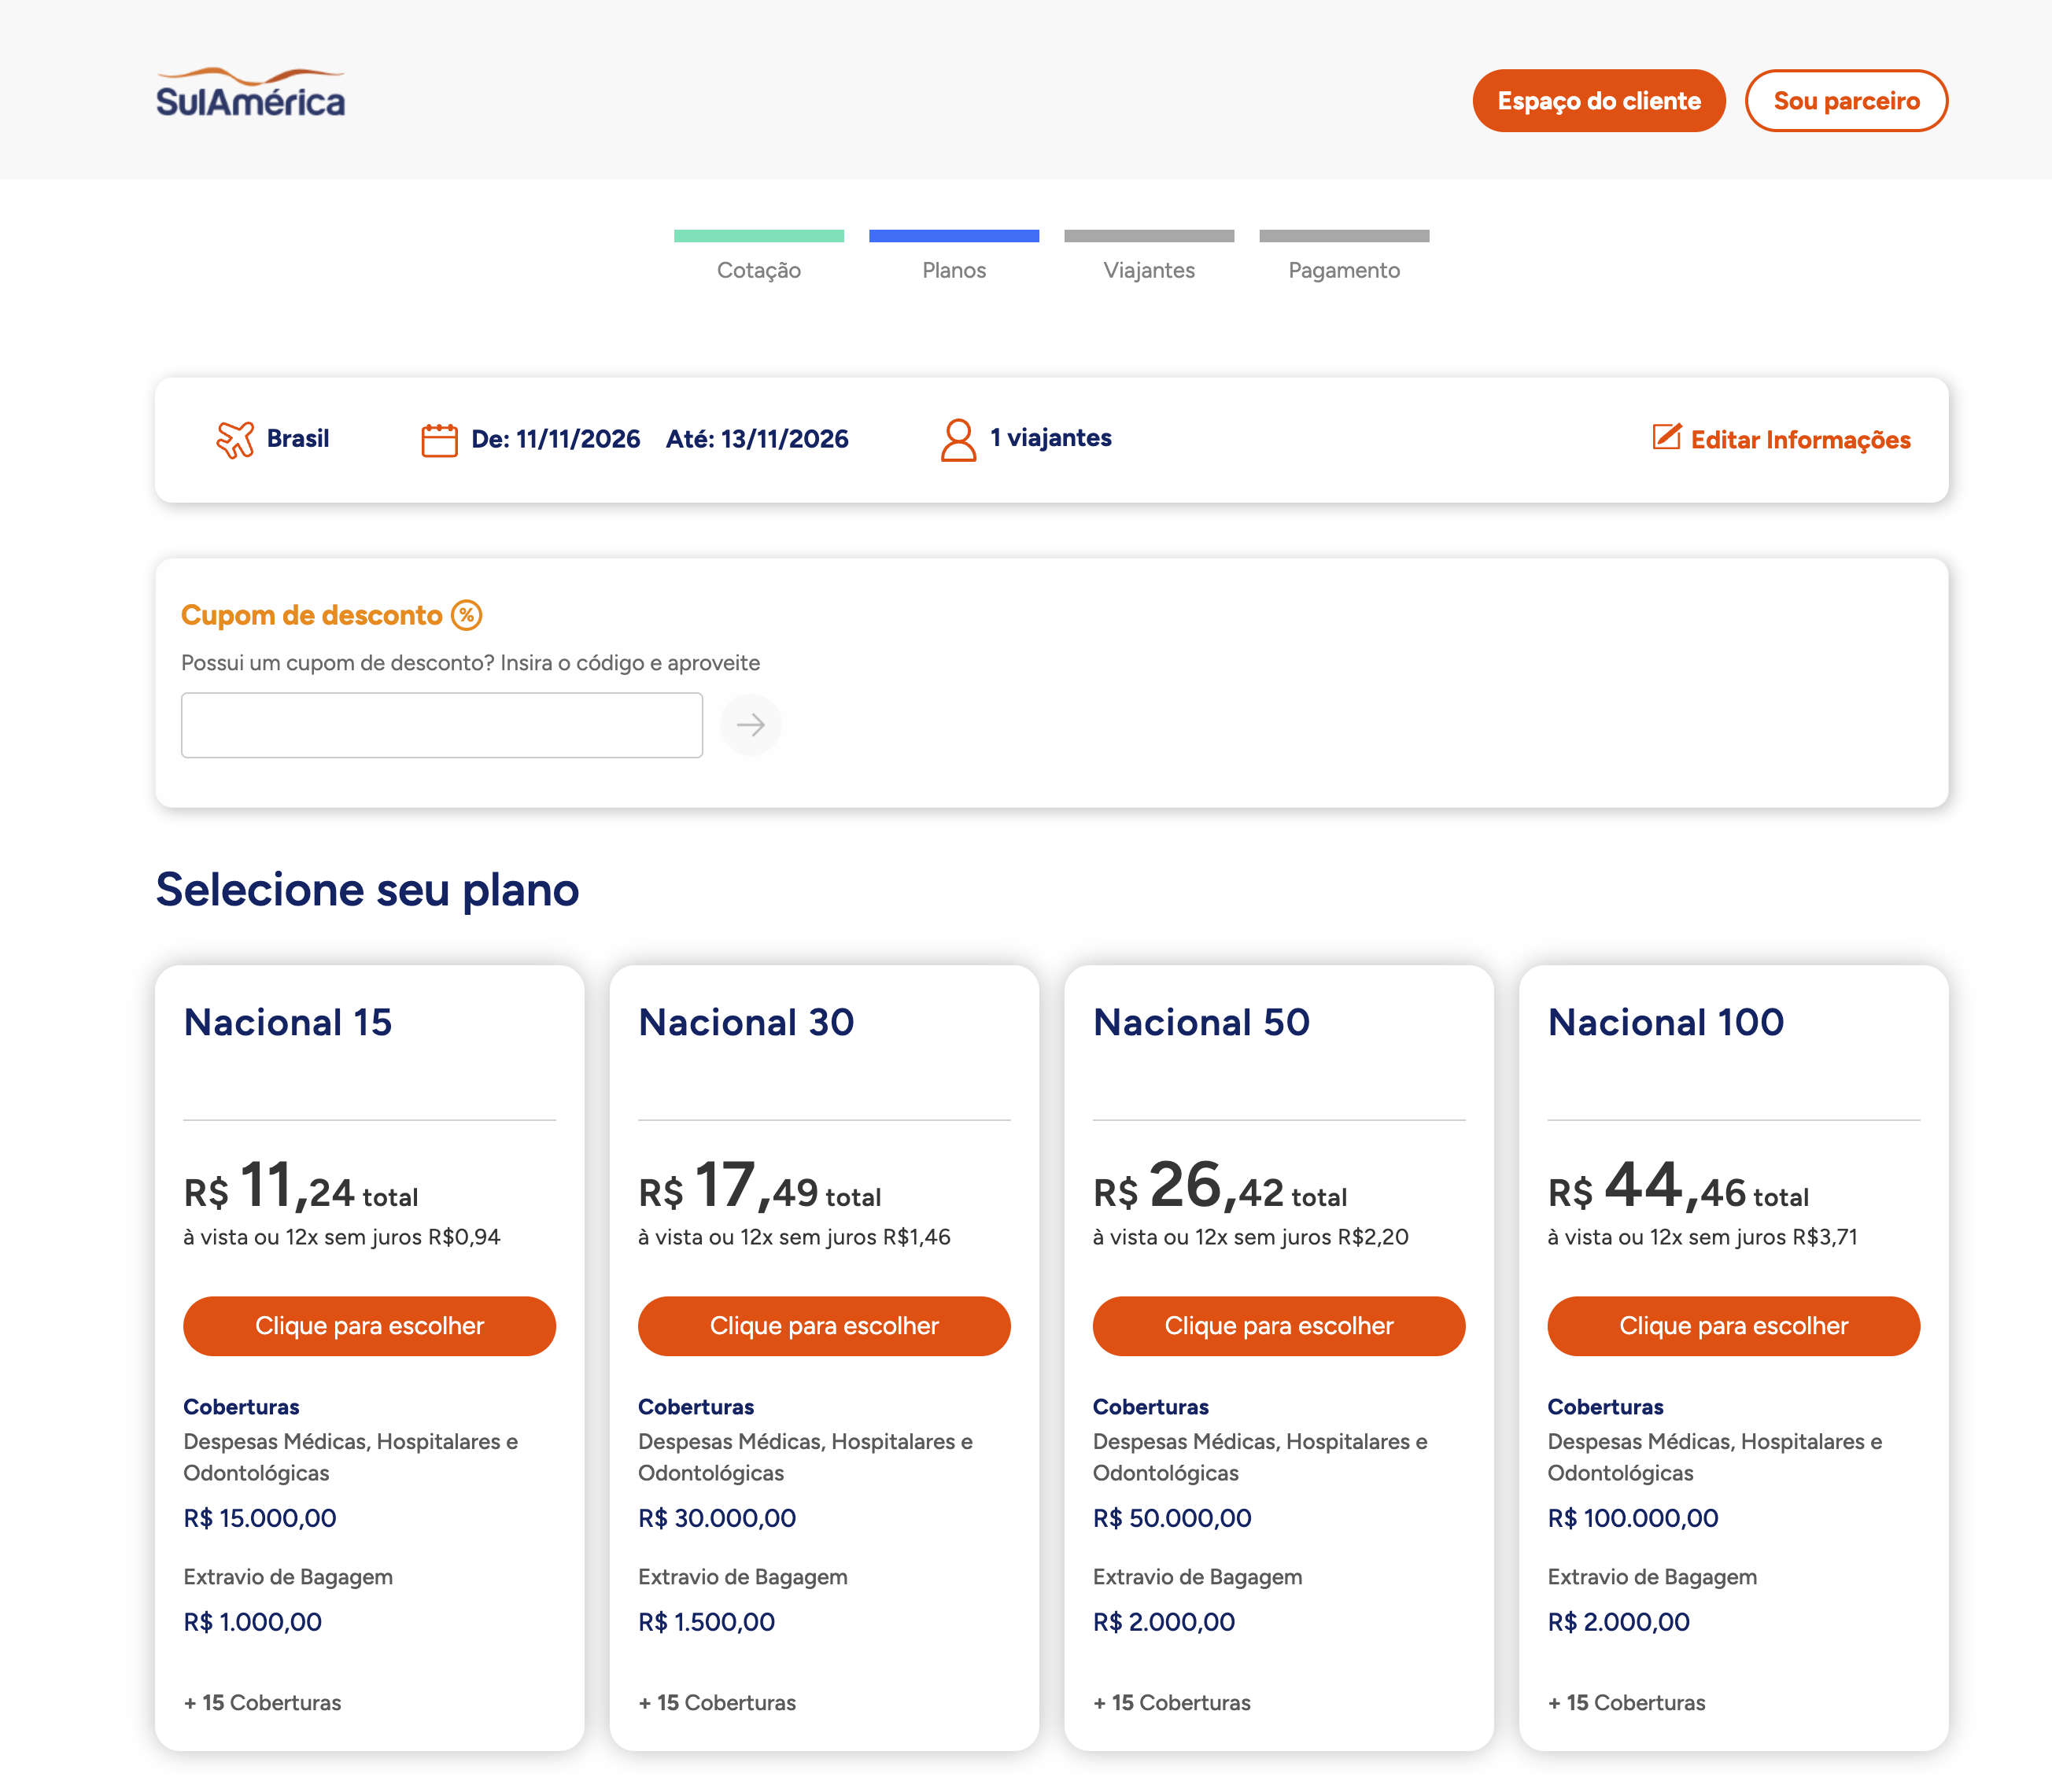 SulAmérica
Espaço do cliente
Sou parceiro
Cotação
Planos
Viajantes
Pagamento
Brasil
De: 11/11/2026 Até: 13/11/2026
1 viajantes
Editar Informações
Cupom de desconto %
Possui um cupom de desconto? Insira o código e aproveite
Selecione seu plano
Nacional 15
R$ 11,24 total
à vista ou 12x sem juros R$0,94
Clique para escolher
Coberturas
Despesas Médicas, Hospitalares e
Odontológicas
R$ 15.000,00
Extravio de Bagagem
R$ 1.000,00
+ 15 Coberturas
Nacional 30
R$ 17,49 total
à vista ou 12x sem juros R$1,46
Clique para escolher
Coberturas
Despesas Médicas, Hospitalares e
Odontológicas
R$ 30.000,00
Extravio de Bagagem
R$ 1.500,00
+ 15 Coberturas
Nacional 50
R$ 26,42 total
à vista ou 12x sem juros R$2,20
Clique para escolher
Coberturas
Despesas Médicas, Hospitalares e
Odontológicas
R$ 50.000,00
Extravio de Bagagem
R$ 2.000,00
+ 15 Coberturas
Nacional 100
R$ 44,46 total
à vista ou 12x sem juros R$3,71
Clique para escolher
Coberturas
Despesas Médicas, Hospitalares e
Odontológicas
R$ 100.000,00
Extravio de Bagagem
R$ 2.000,00
+ 15 Coberturas